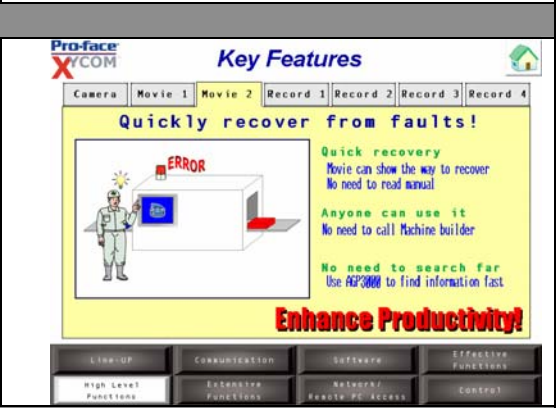 Pro-face
XYCOM
Key Features
Camera
Movie 1
Movie 2
Record 1
Record 2
Record 3
Record 4
Quickly recover from faults!
ERROR
Quick recovery
Movie can show the way to recover
No need to read manual
Anyone can use it
No need to call Machine builder
No need to search far
Use AGP3000 to find information fast
Enhance Productivity!
Line-UP
Communication
Software
Effective
Functions
High Level
Functions
Extensive
Functions
Network/
Remote PC Access
Control